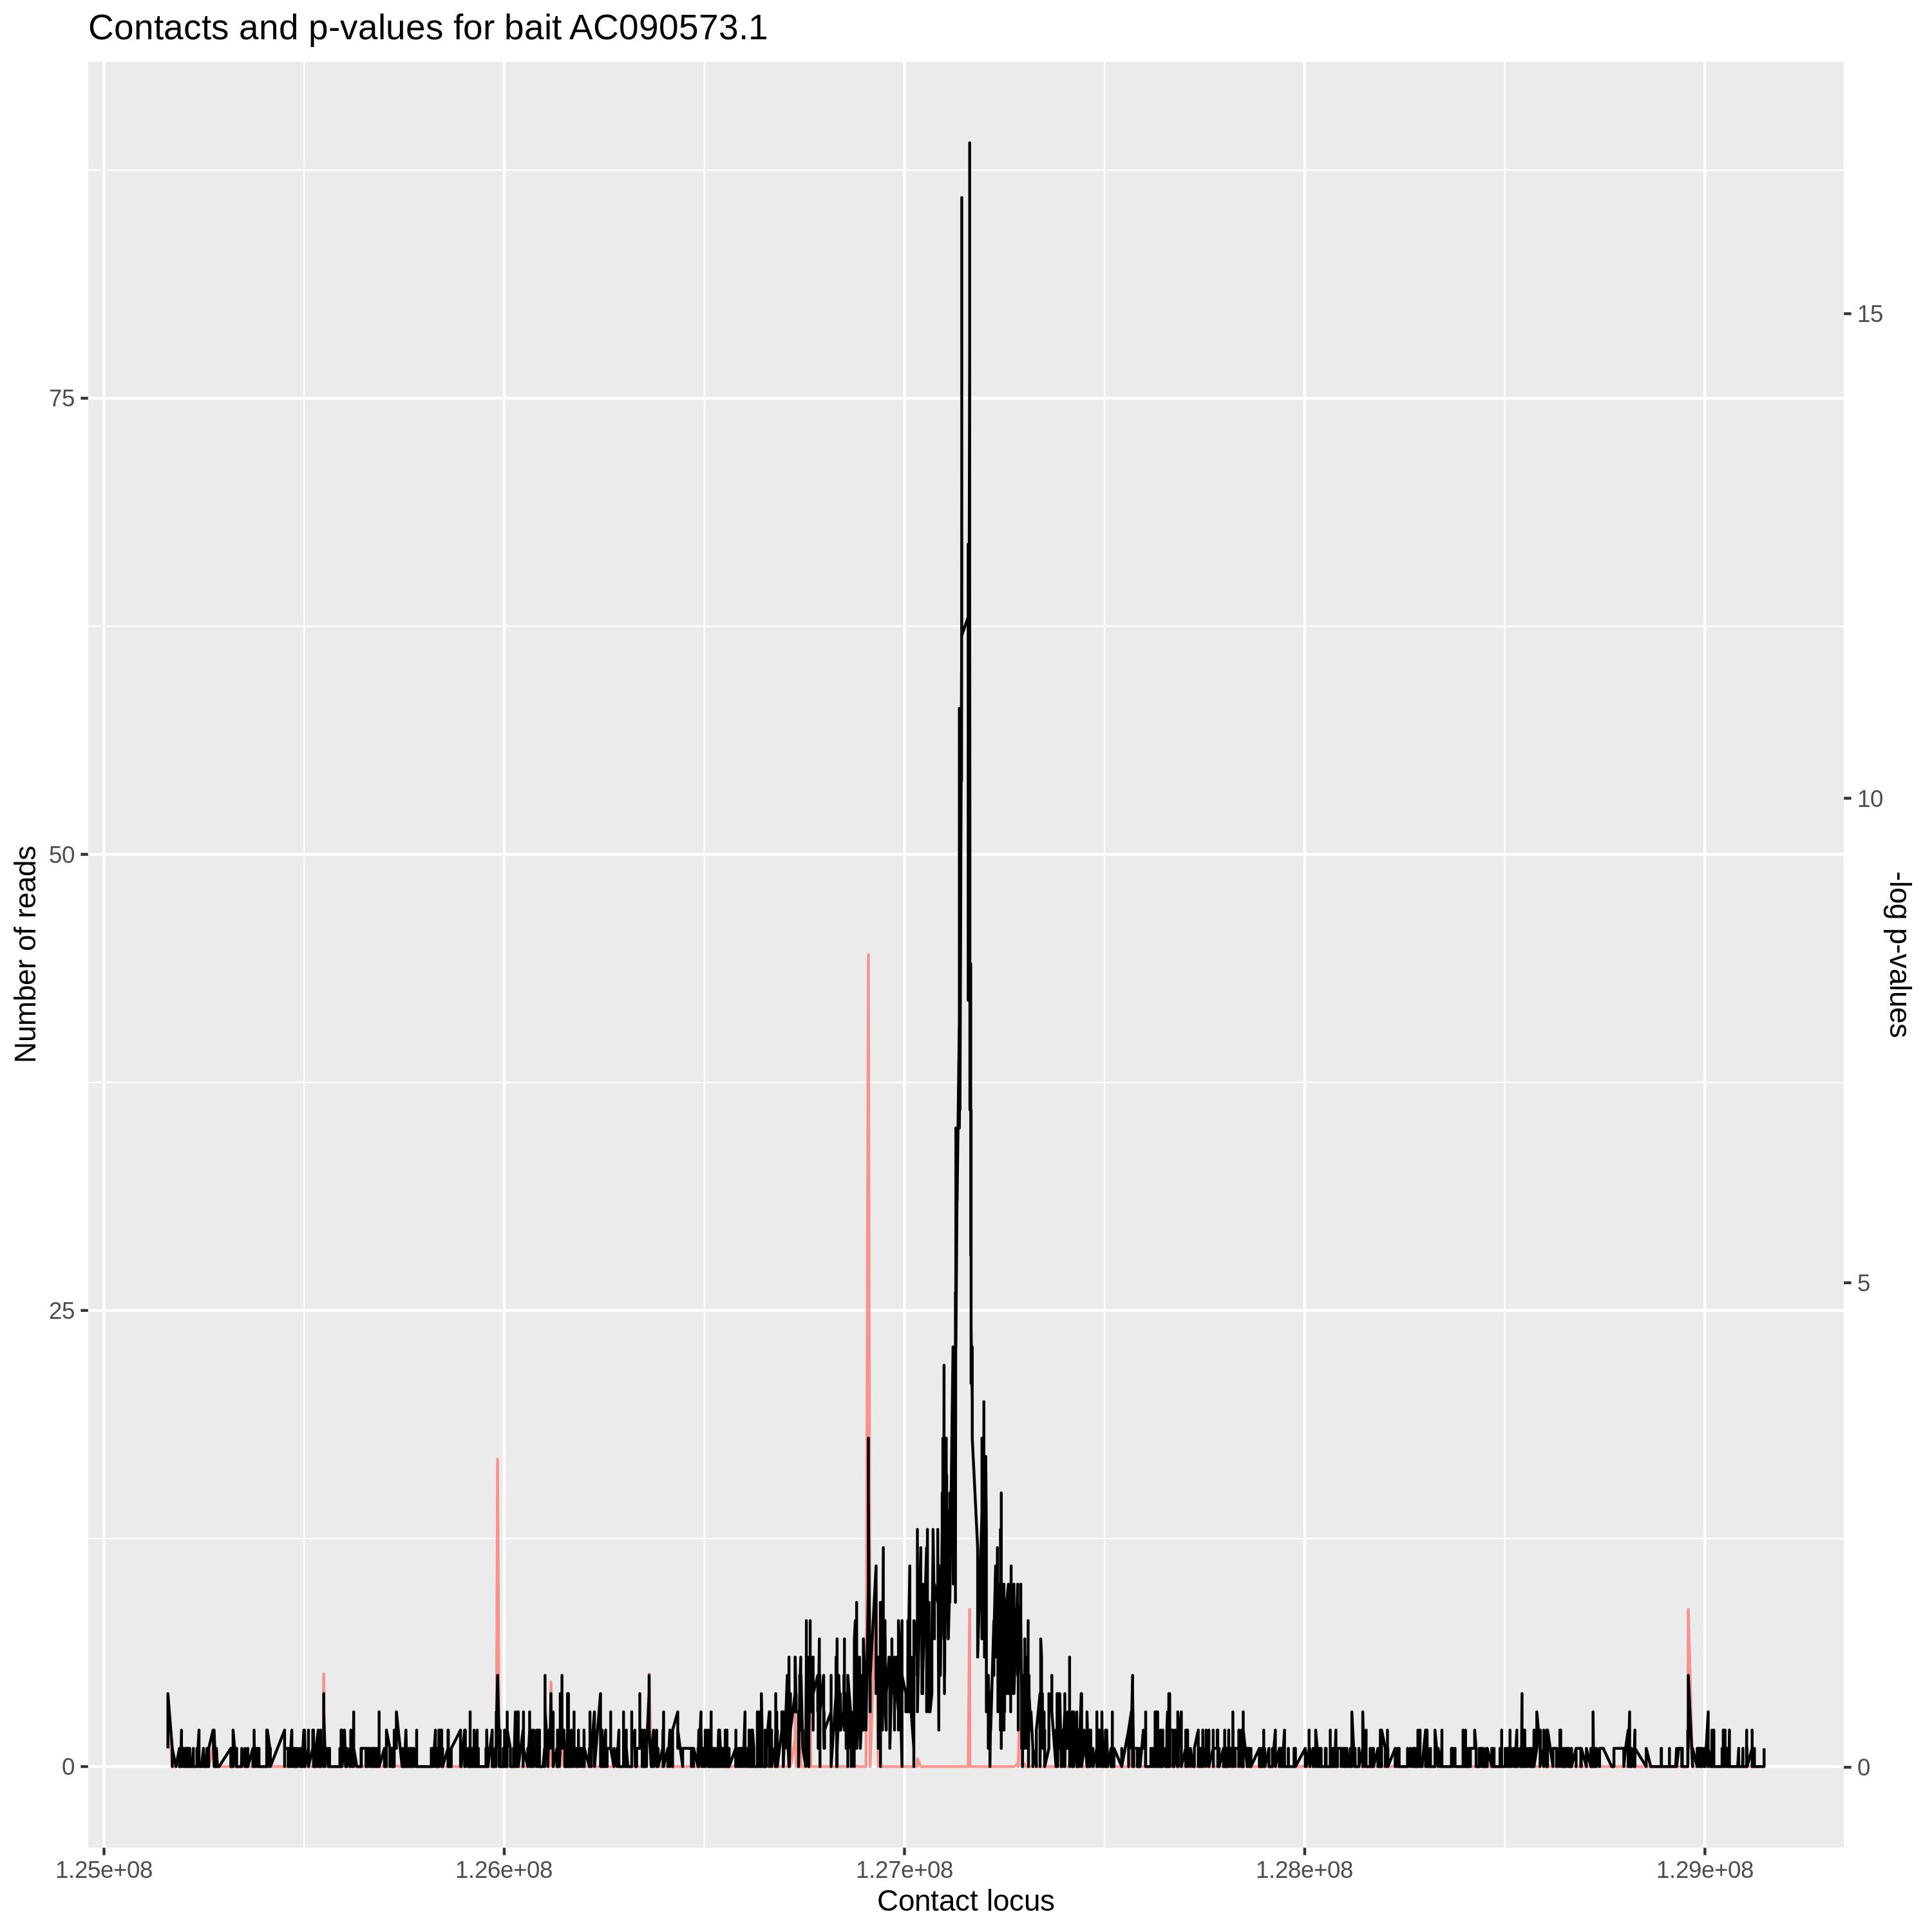 Contacts and p-values for bait AC090573.1
75
50
25
0
15
10
5
0
Number of reads
-log p-values
1.25e+08
1.26e+08
1.27e+08
1.28e+08
1.29e+08
Contact locus